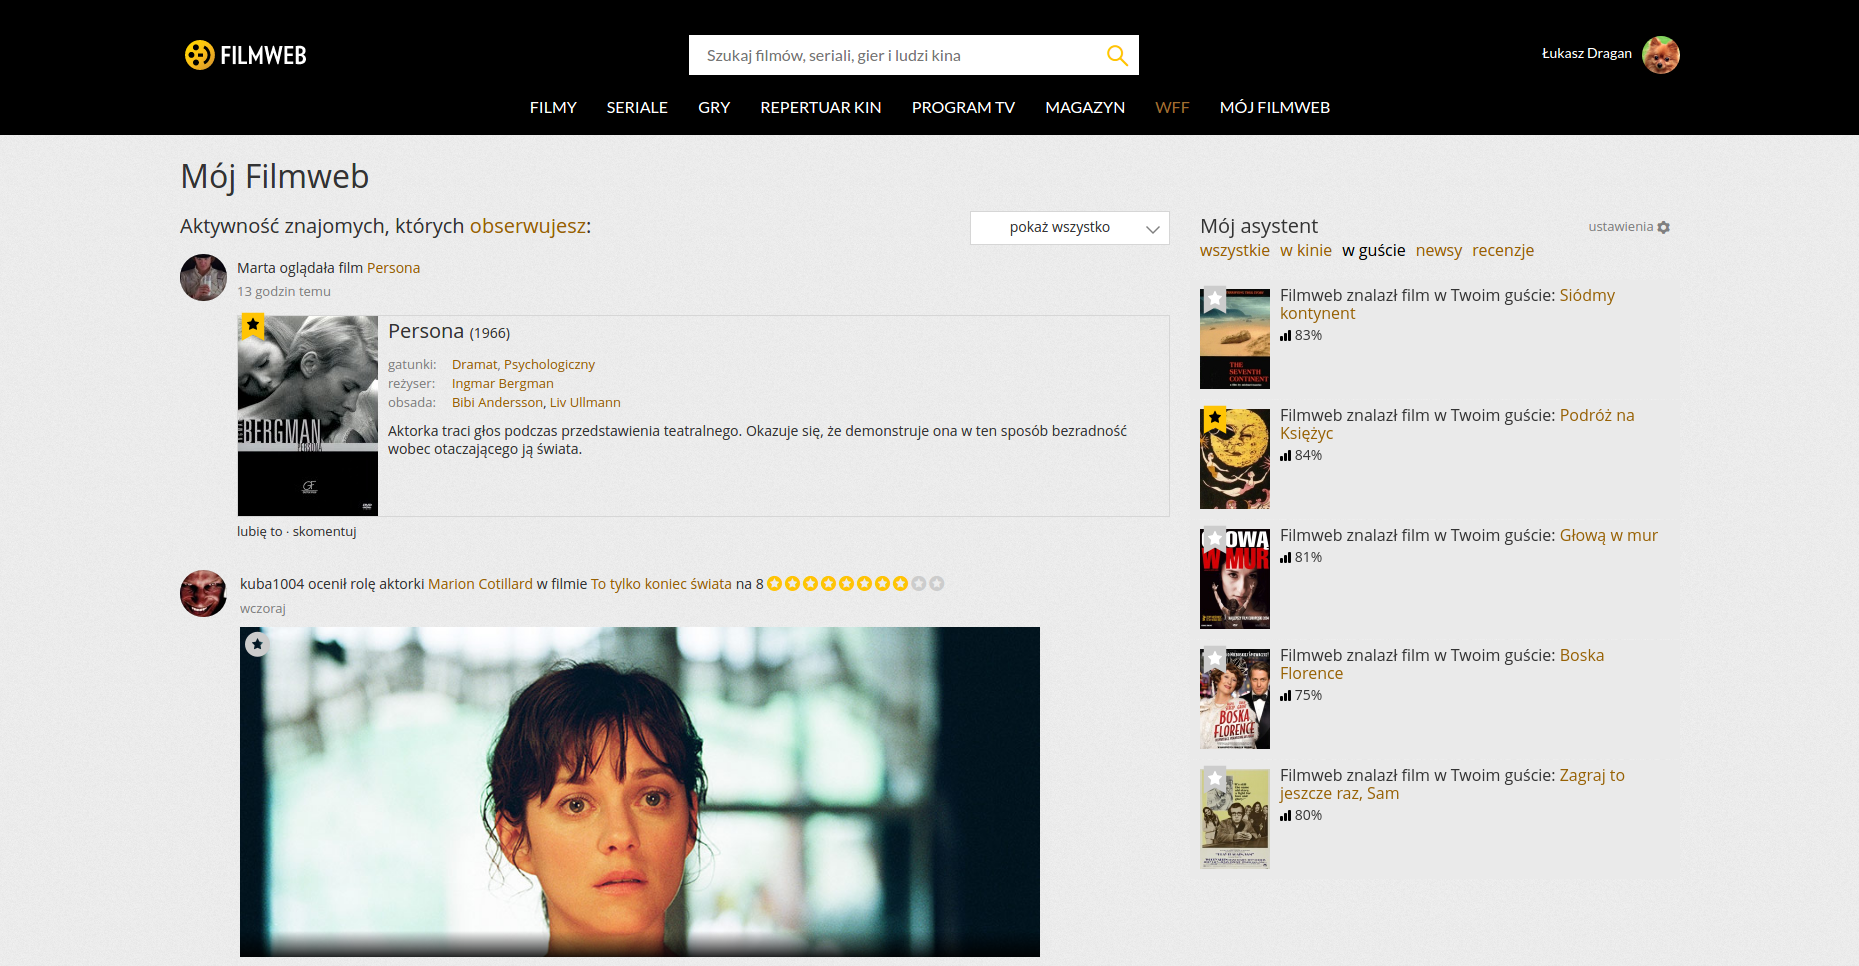 FILMWEB
Szukaj filmów, seriali, gier i ludzi kina
Łukasz Dragan
FILMY SERIALE GRY REPERTUAR KIN PROGRAM TV MAGAZYN WFF MÓJ FILMWEB
Mój Filmweb
Aktywność znajomych, których obserwujesz:
pokaż wszystko
Marta oglądała film Persona
13 godzin temu
BERGMAN
PERSONA
GF
Persona (1966)
gatunki: Dramat, Psychologiczny
reżyser: Ingmar Bergman
obsada: Bibi Andersson, Liv Ullmann
Aktorka traci głos podczas przedstawienia teatralnego. Okazuje się, że demonstruje ona w ten sposób bezradność
wobec otaczającego ją świata.
lubię to · skomentuj
kuba1004 ocenił rolę aktorki Marion Cotillard w filmie To tylko koniec świata na 8
wczoraj
Mój asystent
ustawienia
wszystkie w kinie w guście newsy recenzje
THE
SEVENTH
CONTINENT
Filmweb znalazł film w Twoim guście: Siódmy
kontynent
83%
Filmweb znalazł film w Twoim guście: Podróż na
Księżyc
84%
W MUR
Filmweb znalazł film w Twoim guście: Głową w mur
81%
BOSKA
FLORENCE
Filmweb znalazł film w Twoim guście: Boska
Florence
75%
Filmweb znalazł film w Twoim guście: Zagraj to
jeszcze raz, Sam
80%